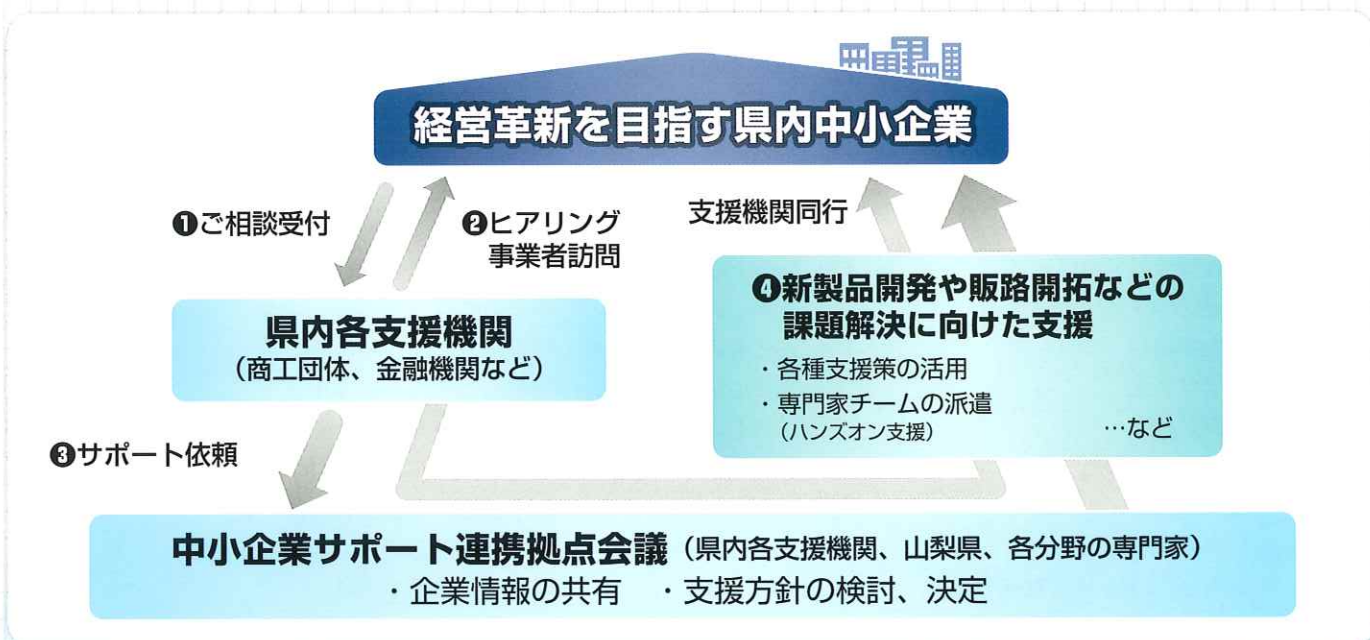 経営革新を目指す県内中小企業
❶ご相談受付
❷ヒアリング
事業者訪問
支援機関同行
県内各支援機関
（商工団体、金融機関など）
❹新製品開発や販路開拓などの
課題解決に向けた支援
・各種支援策の活用
・専門家チームの派遣
（ハンズオン支援）
…など
❸サポート依頼
中小企業サポート連携拠点会議（県内各支援機関、山梨県、各分野の専門家）
・企業情報の共有　・支援方針の検討、決定